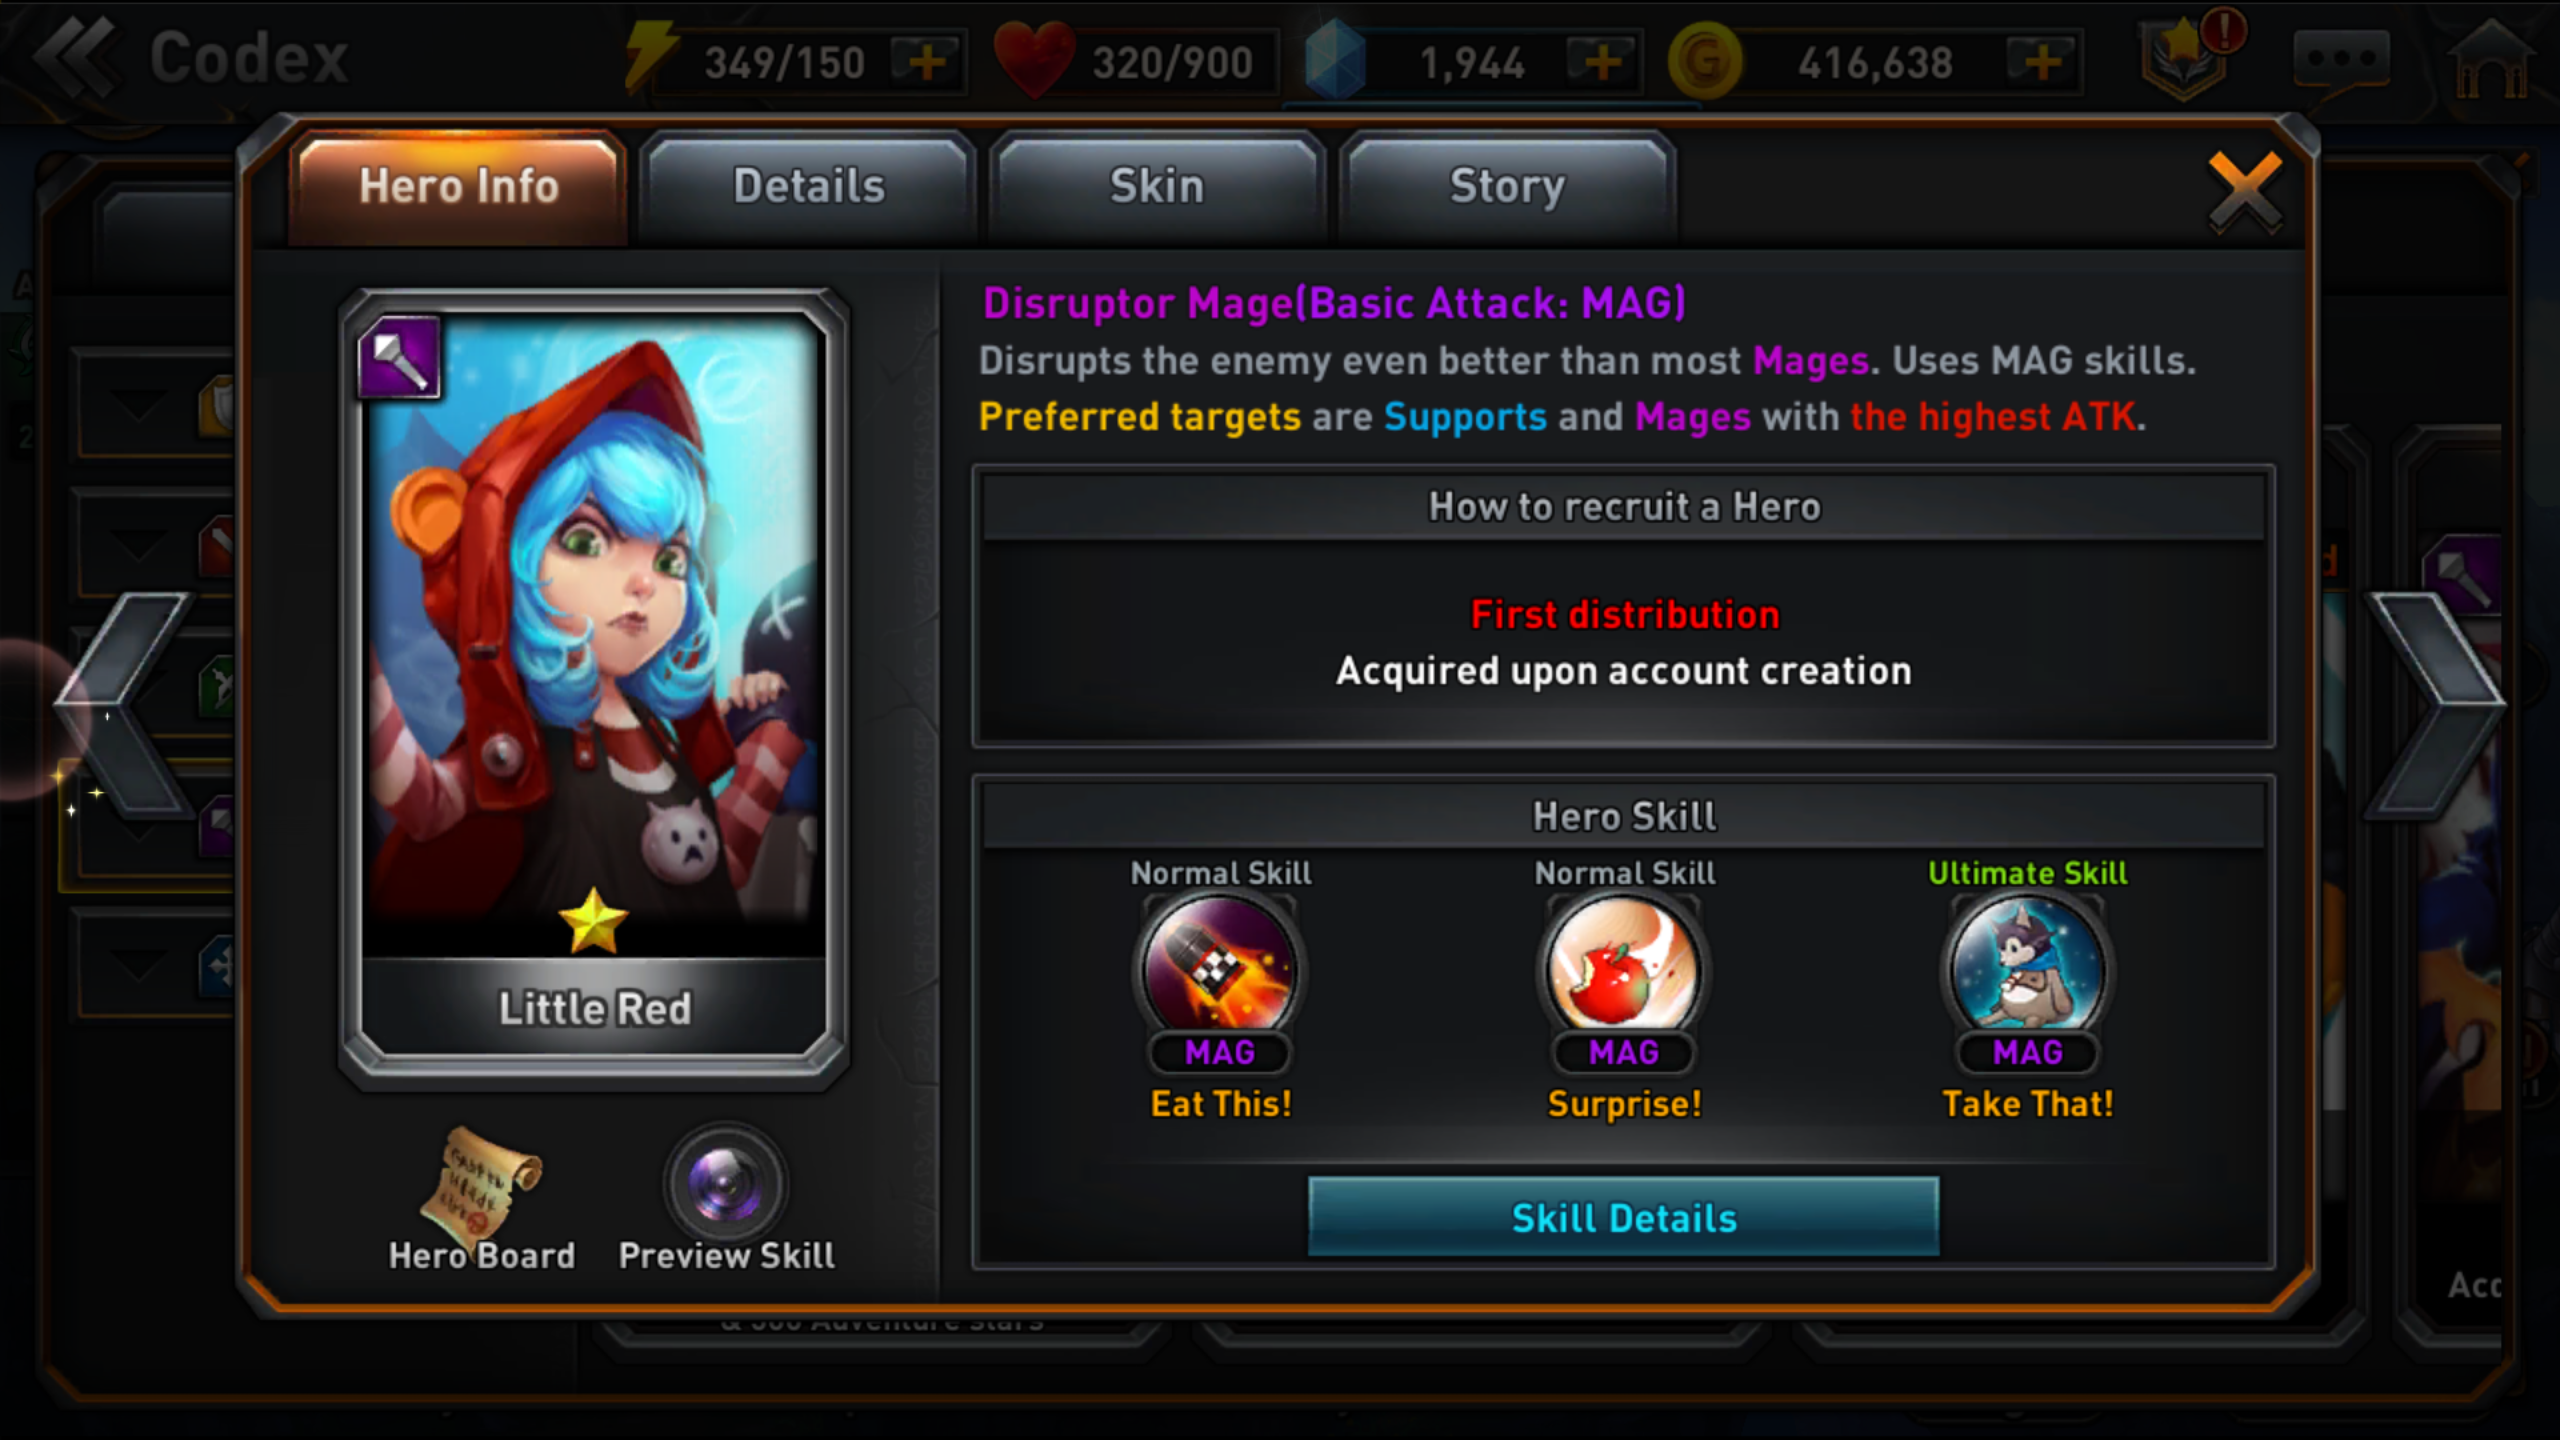 Codex
349/150
320/900
1,944
416,638
Hero Info
Details
Skin
Story
Disruptor Mage(Basic Attack: MAG)
Disrupts the enemy even better than most Mages. Uses MAG skills.
Preferred targets are Supports and Mages with the highest ATK.
How to recruit a Hero
First distribution
Acquired upon account creation
Little Red
Hero Skill
Normal Skill
Normal Skill
Ultimate Skill
MAG
MAG
MAG
Eat This!
Surprise!
Take That!
Hero Board
Preview Skill
Skill Details